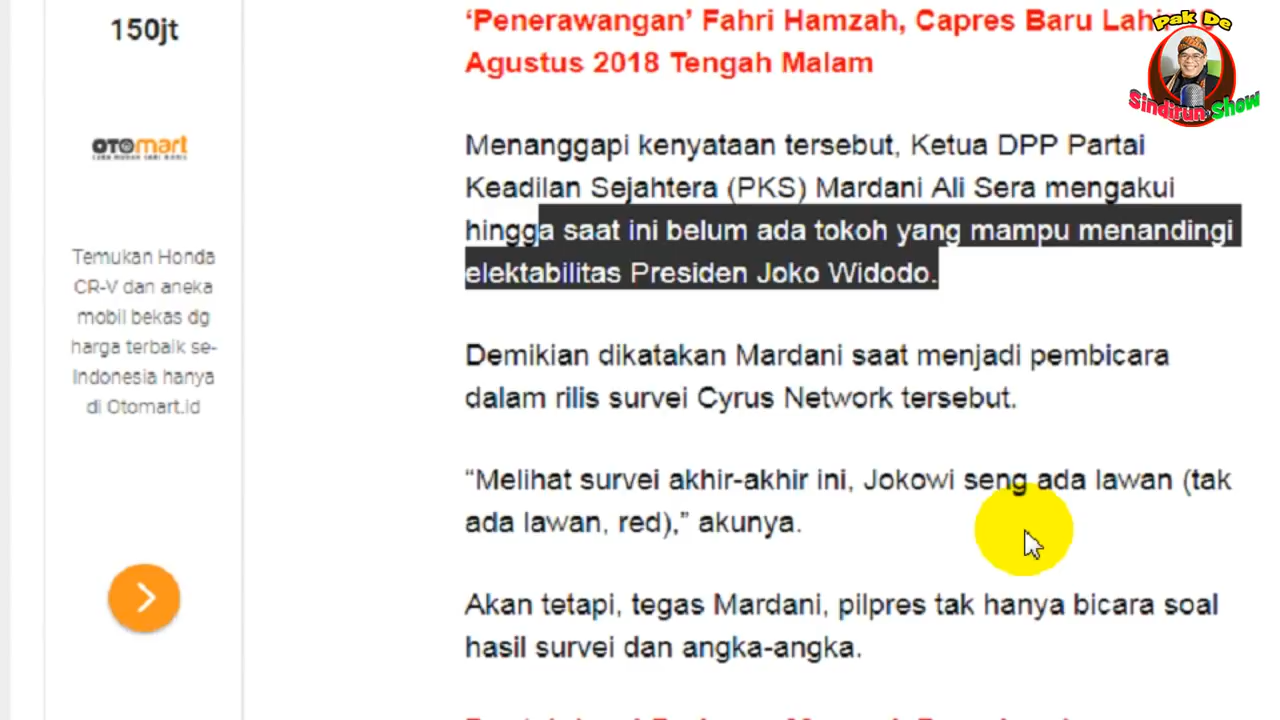 150jt
OTOmart
Temukan Honda
CR-V dan aneka
mobil bekas dg
harga terbaik se-
Indonesia hanya
di Otomart.id
‘Penerawangan’ Fahri Hamzah, Capres Baru
Agustus 2018 Tengah Malam
Menanggapi kenyataan tersebut, Ketua DPP Partai
Keadilan Sejahtera (PKS) Mardani Ali Sera mengakui
hingga saat ini belum ada tokoh yang mampu menandingi
elektabilitas Presiden Joko Widodo.
Demikian dikatakan Mardani saat menjadi pembicara
dalam rilis survei Cyrus Network tersebut.
“Melihat survei akhir-akhir ini, Jokowi seng ada lawan (tak
ada lawan, red),” akunya.
Akan tetapi, tegas Mardani, pilpres tak hanya bicara soal
hasil survei dan angka-angka.
Pak De
Sindirun Show